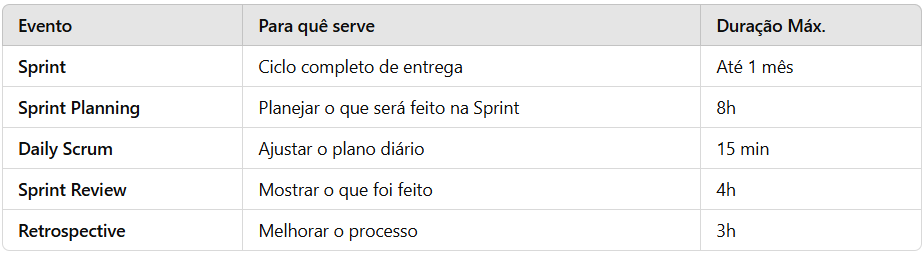 Evento Para quê serve Duração Máx.
Sprint Ciclo completo de entrega Até 1 mês
Sprint Planning Planejar o que será feito na Sprint 8h
Daily Scrum Ajustar o plano diário 15 min
Sprint Review Mostrar o que foi feito 4h
Retrospective Melhorar o processo 3h